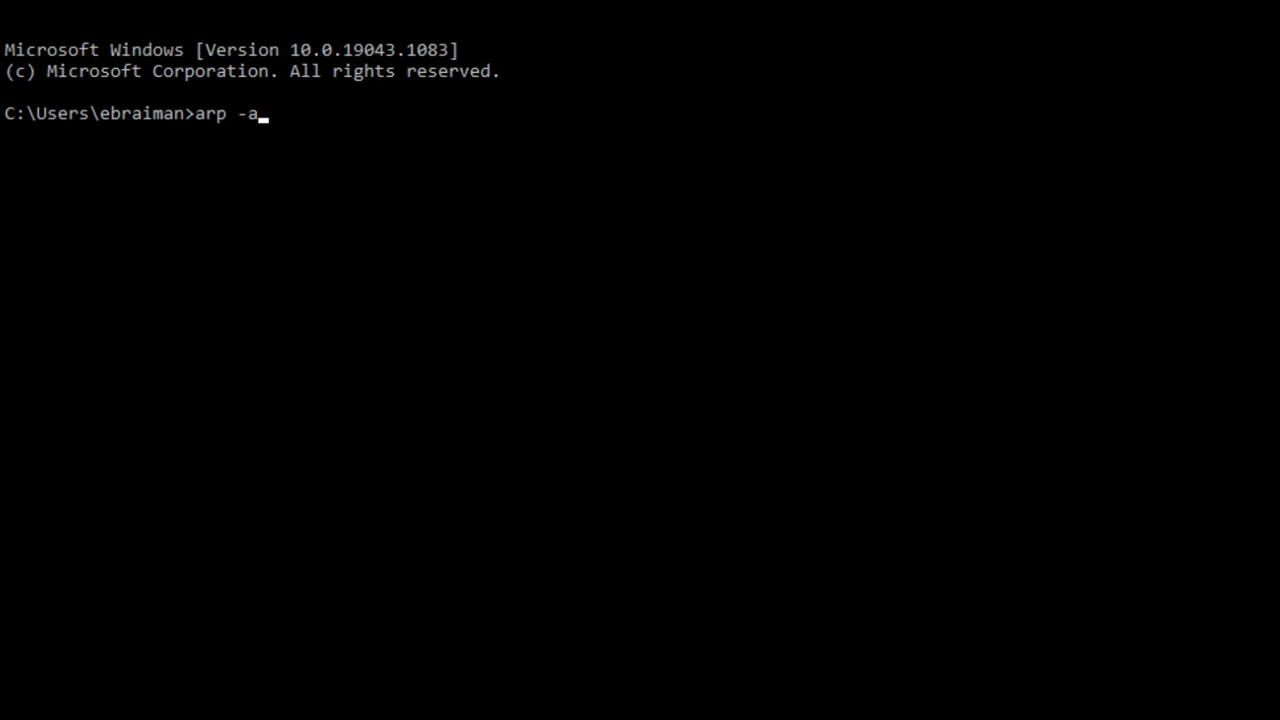 Microsoft Windows [Version 10.0.19043.1083]
(c) Microsoft Corporation. All rights reserved.
C:\Users\ebraiman>arp -a